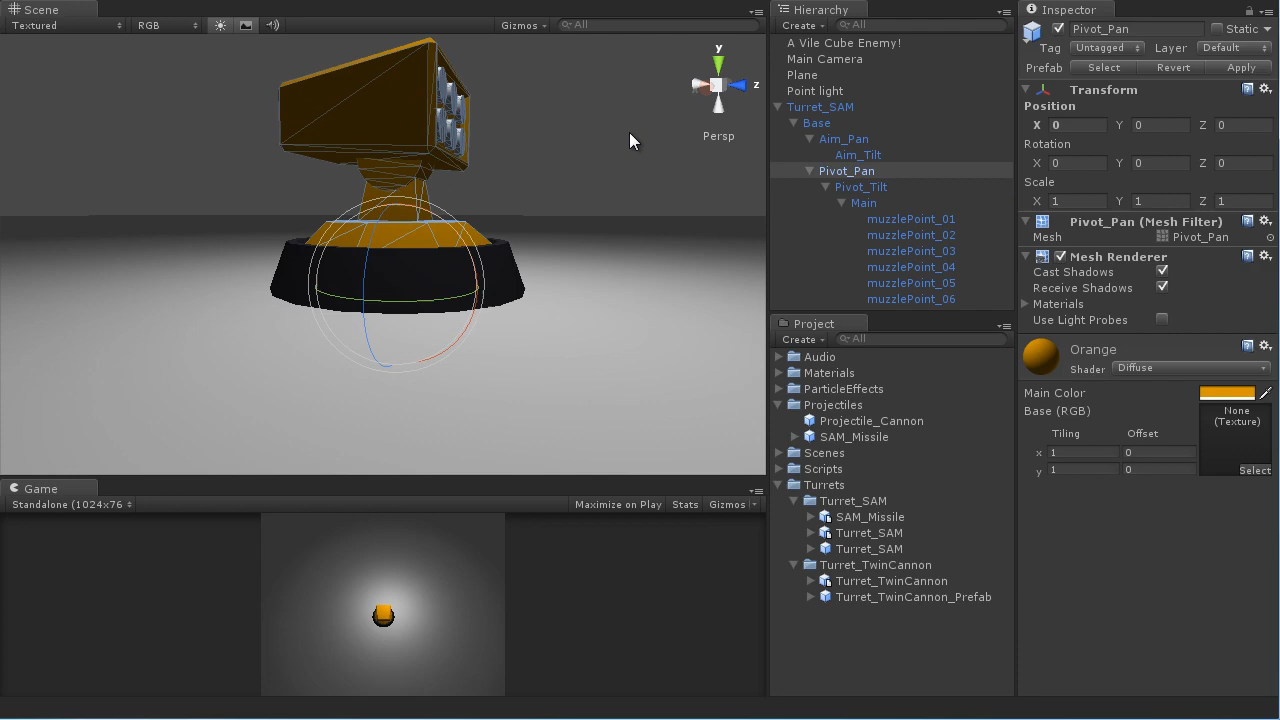 Scene
Textured
RGB
Gizmos
All
y
z
Persp
Game
Standalone (1024x76
Maximize on Play
Stats
Gizmos
Hierarchy
Create
All
A Vile Cube Enemy!
Main Camera
Plane
Point light
Turret_SAM
Base
Aim_Pan
Aim_Tilt
Pivot_Pan
Pivot_Tilt
Main
muzzlePoint_01
muzzlePoint_02
muzzlePoint_03
muzzlePoint_04
muzzlePoint_05
muzzlePoint_06
Project
Create
All
Audio
Materials
ParticleEffects
Projectiles
Projectile_Cannon
SAM_Missile
Scenes
Scripts
Turrets
Turret_SAM
SAM_Missile
Turret_SAM
Turret_SAM
Turret_TwinCannon
Turret_TwinCannon
Turret_TwinCannon_Prefab
Inspector
Pivot_Pan
Static
Tag Untagged Layer Default
Prefab Select Revert Apply
Transform
Position
X 0 Y 0 Z 0
Rotation
X 0 Y 0 Z 0
Scale
X 1 Y 1 Z 1
Pivot_Pan (Mesh Filter)
Mesh Pivot_Pan
Mesh Renderer
Cast Shadows
Receive Shadows
Materials
Use Light Probes
Orange
Shader Diffuse
Main Color
Base (RGB)
None
(Texture)
Tiling Offset
x 1 0
y 1 0
Select